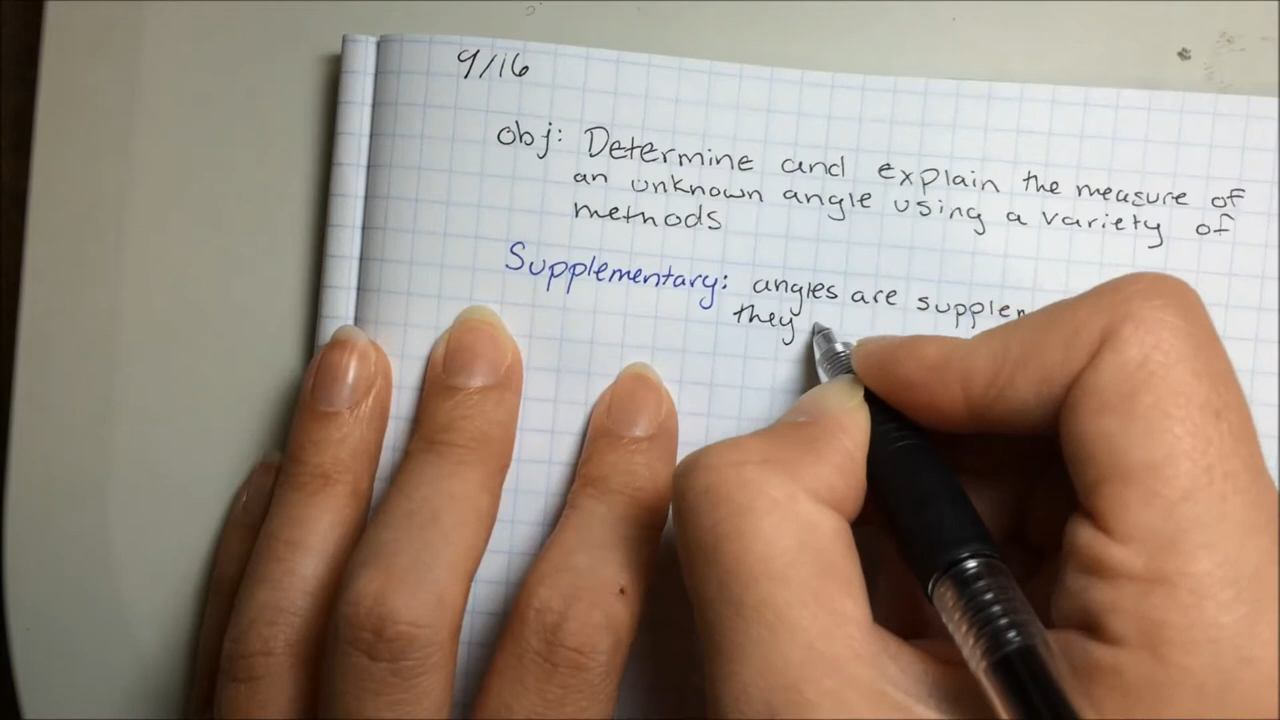 9/16
obj: Determine and explain the measure of
an unknown angle using a variety of
methods
Supplementary: angles are
they